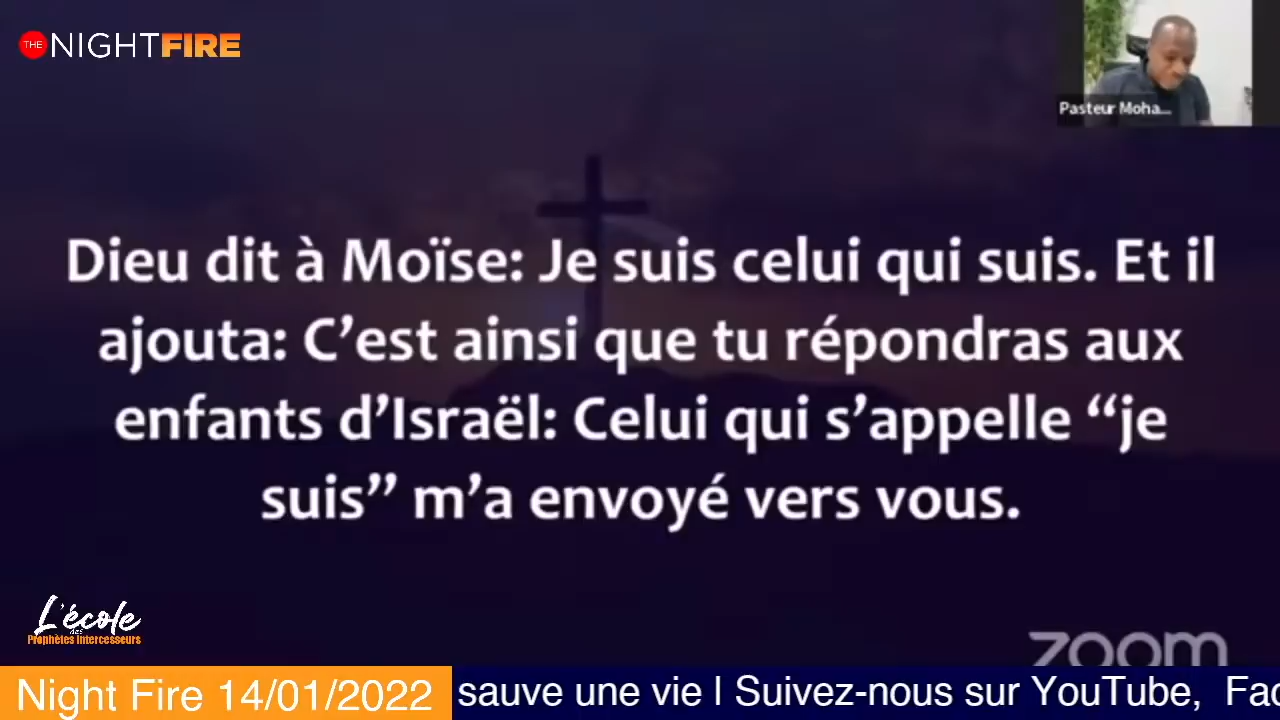 THE NIGHTFIRE
Pasteur Moha...
Dieu dit à Moïse: Je suis celui qui suis. Et il
ajouta: C’est ainsi que tu répondras aux
enfants d’Israël: Celui qui s’appelle “je
suis” m’a envoyé vers vous.
L'école
des
Prophètes Intercesseurs
zoom
Night Fire 14/01/2022
sauve une vie l Suivez-nous sur YouTube, Fac